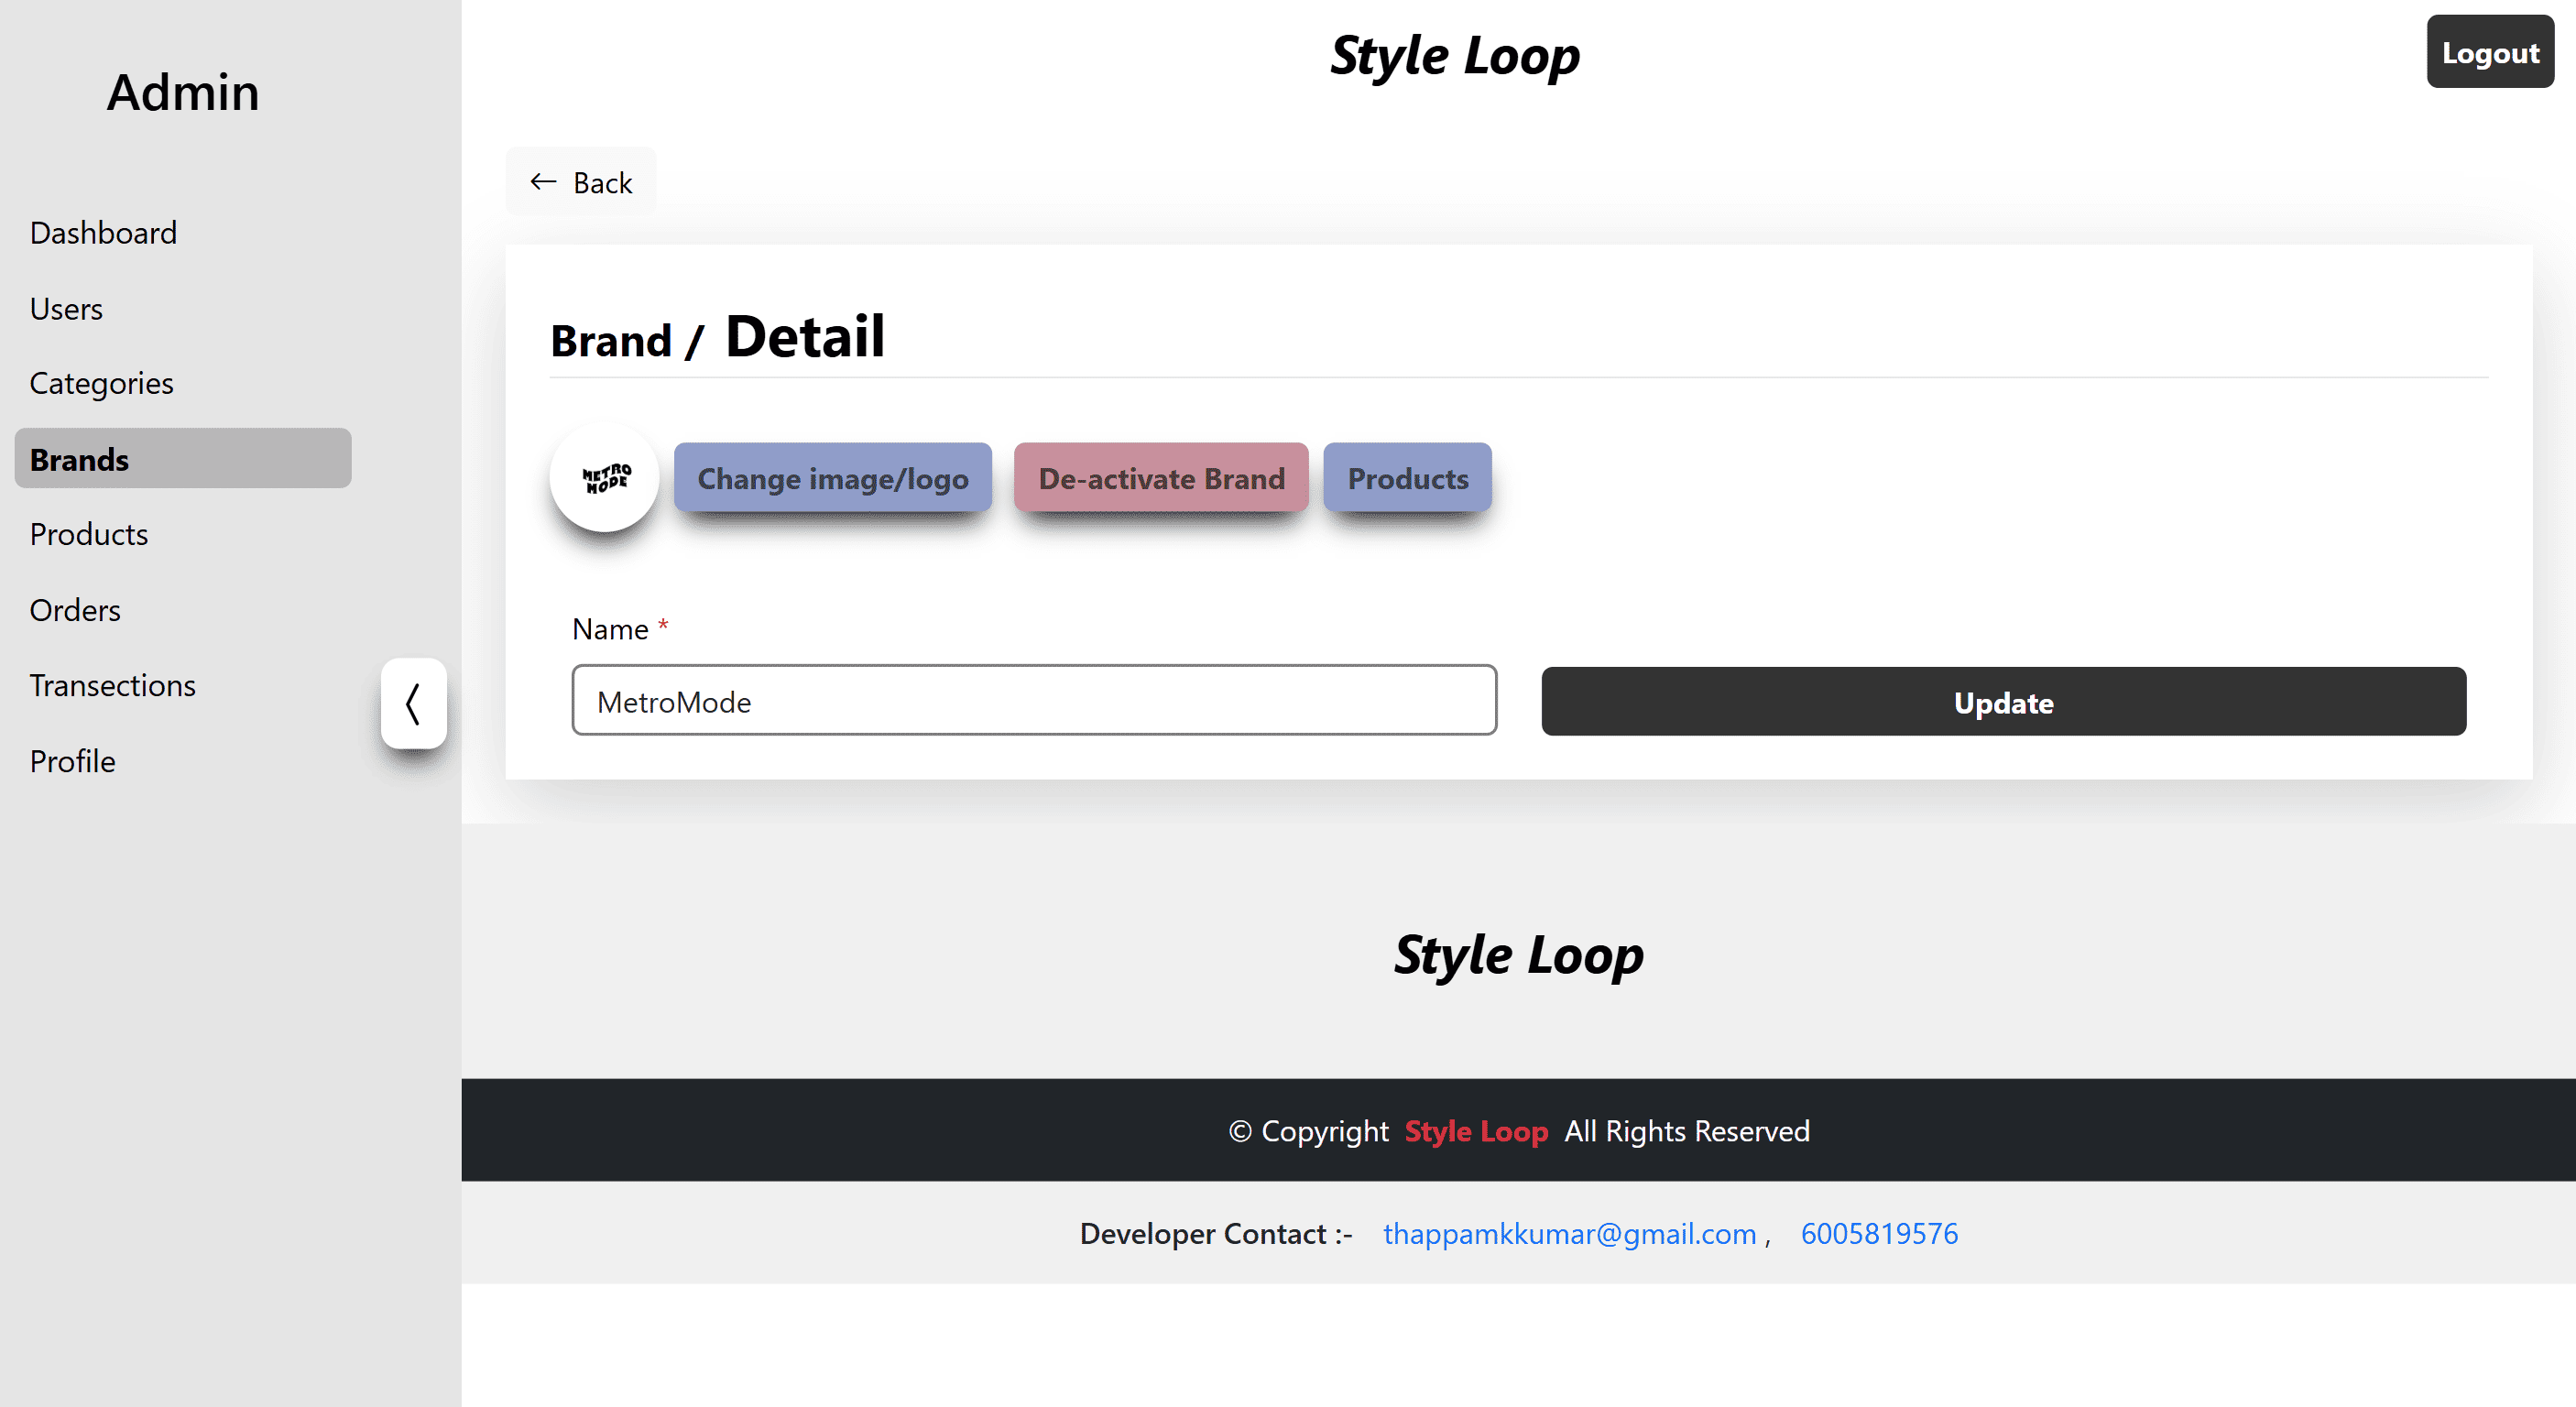 Admin
Dashboard
Users
Categories
Brands
Products
Orders
Transections
Profile
Style Loop
Logout
← Back
Brand / Detail
METRO
MODE
Change image/logo
De-activate Brand
Products
Name *
MetroMode
Update
Style Loop
© Copyright Style Loop All Rights Reserved
Developer Contact :- thappamkkumar@gmail.com , 6005819576